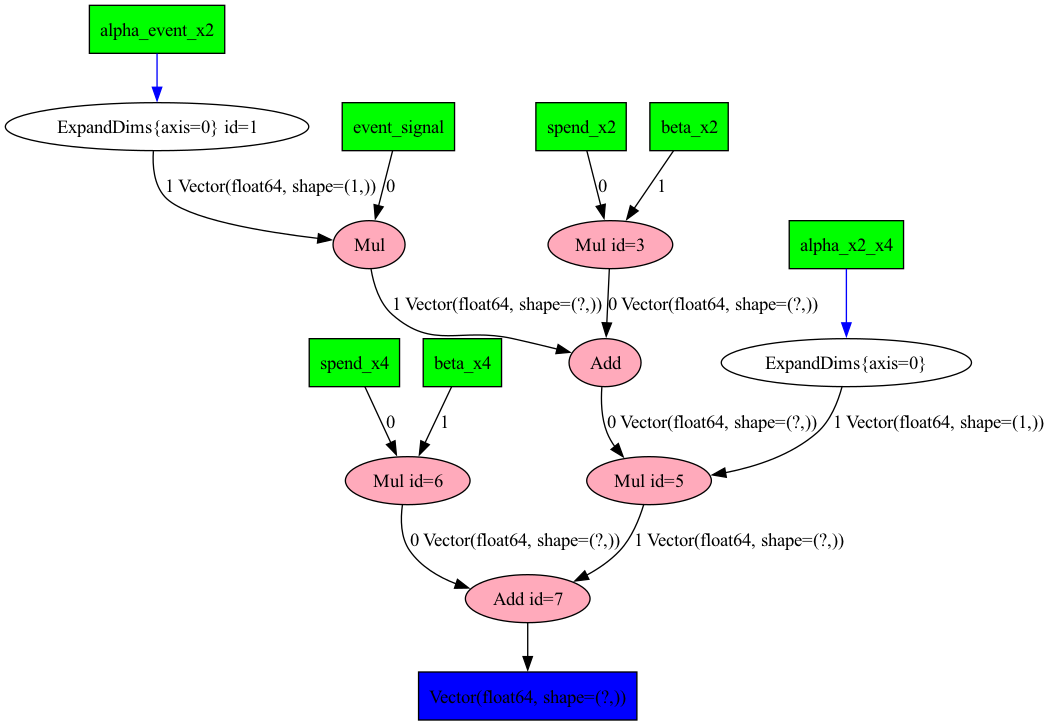 alpha_event_x2
ExpandDims{axis=0} id=1
event_signal
spend_x2
beta_x2
1 Vector(float64, shape=(1,))
0
0
1
Mul
Mul id=3
alpha_x2_x4
1 Vector(float64, shape=(?,))
0 Vector(float64, shape=(?,))
spend_x4
beta_x4
Add
ExpandDims{axis=0}
0
1
0 Vector(float64, shape=(?,))
1 Vector(float64, shape=(1,))
Mul id=6
Mul id=5
0 Vector(float64, shape=(?,))
1 Vector(float64, shape=(?,))
Add id=7
Vector(float64, shape=(?,))